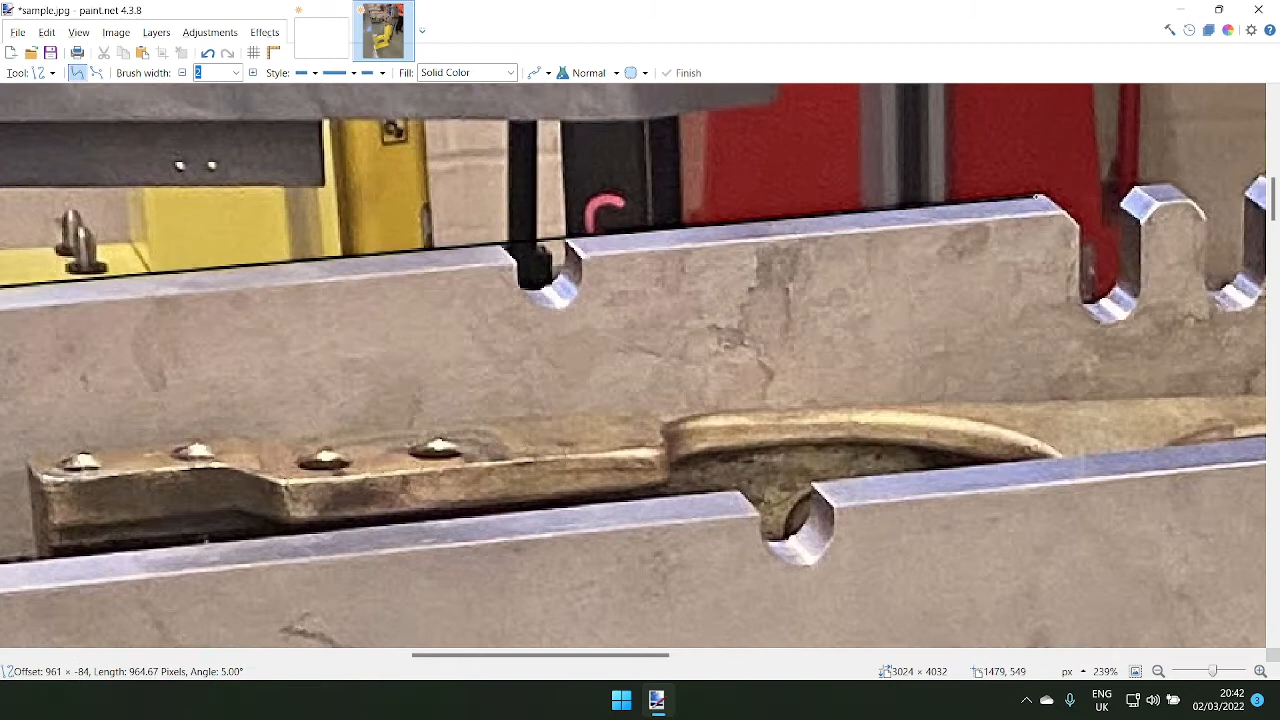 *sample.jpg - paint.net 4.3.8
File Edit View Image Layers Adjustments Effects
Tool: Brush width: 2 Style: Fill: Solid Color Normal Finish
Offset: 961 × -84, Length: 964.67 Pixels, Angle: 5.00° 3024 × 4032 1479, 549 px 239%
ENG 20:42
UK 02/03/2022 3